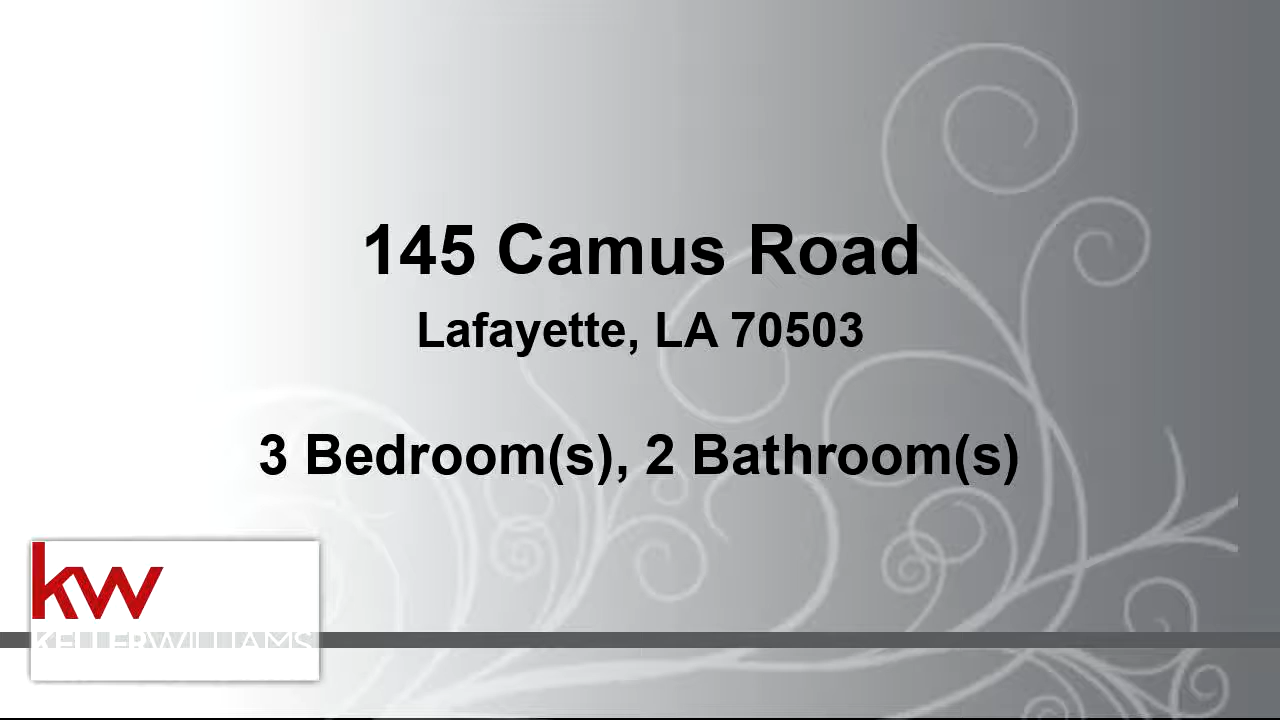 145 Camus Road
Lafayette, LA 70503
3 Bedroom(s), 2 Bathroom(s)
kw
KELLERWILLIAMS